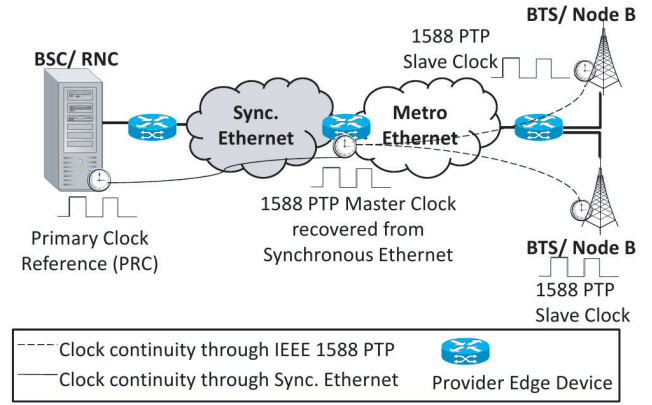 BTS/ Node B
1588 PTP
Slave Clock
BSC/ RNC
Sync.
Ethernet
Metro
Ethernet
1588 PTP Master Clock
recovered from
Synchronous Ethernet
Primary Clock
Reference (PRC)
BTS/ Node B
1588 PTP
Slave Clock
Clock continuity through IEEE 1588 PTP
Clock continuity through Sync. Ethernet
Provider Edge Device